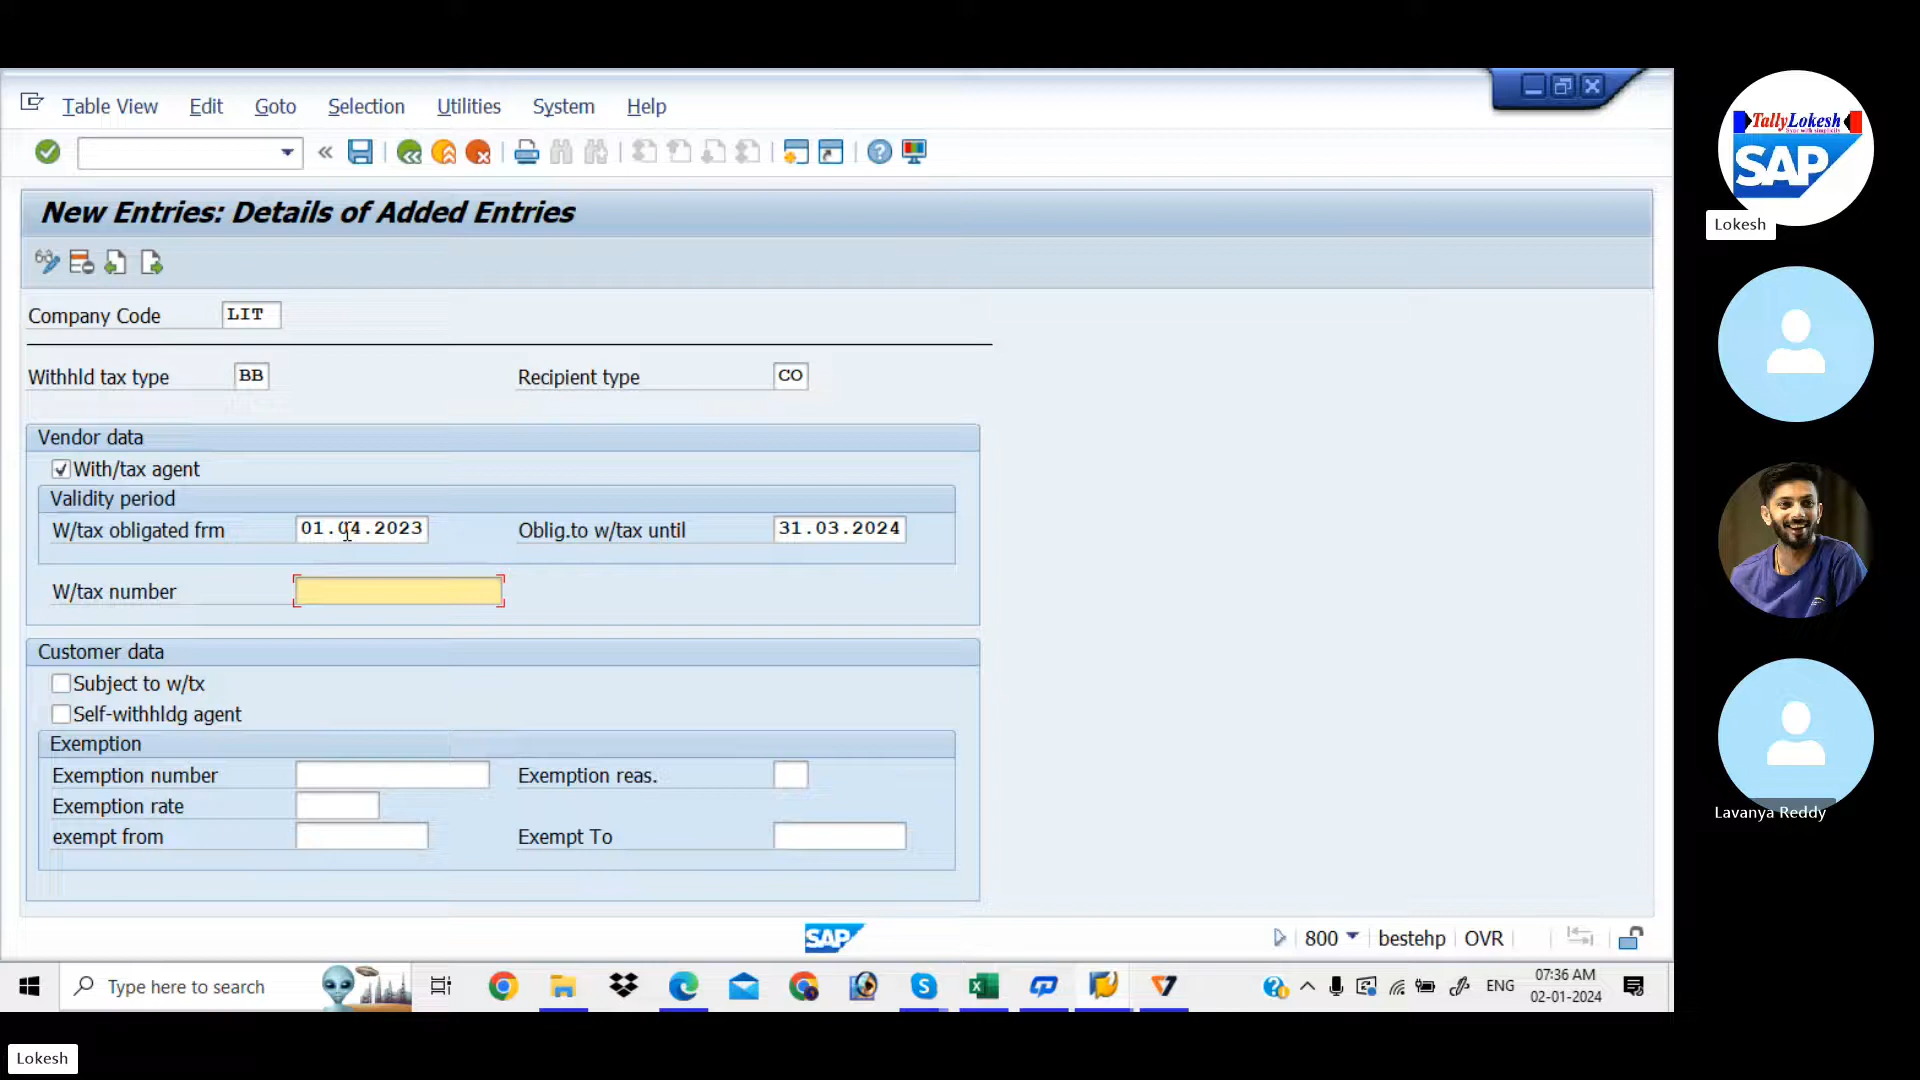 Table View Edit Goto Selection Utilities System Help
New Entries: Details of Added Entries
Company Code LIT
Withhld tax type BB Recipient type CO
Vendor data
With/tax agent
Validity period
W/tax obligated frm 01.04.2023 Oblig.to w/tax until 31.03.2024
W/tax number
Customer data
Subject to w/tx
Self-withhldg agent
Exemption
Exemption number Exemption reas.
Exemption rate
exempt from Exempt To
SAP 800 bestehp OVR
Type here to search ENG 07:36 AM
02-01-2024
TallyLokesh
Sync with simplicity
SAP
Lokesh
Lavanya Reddy
Lokesh